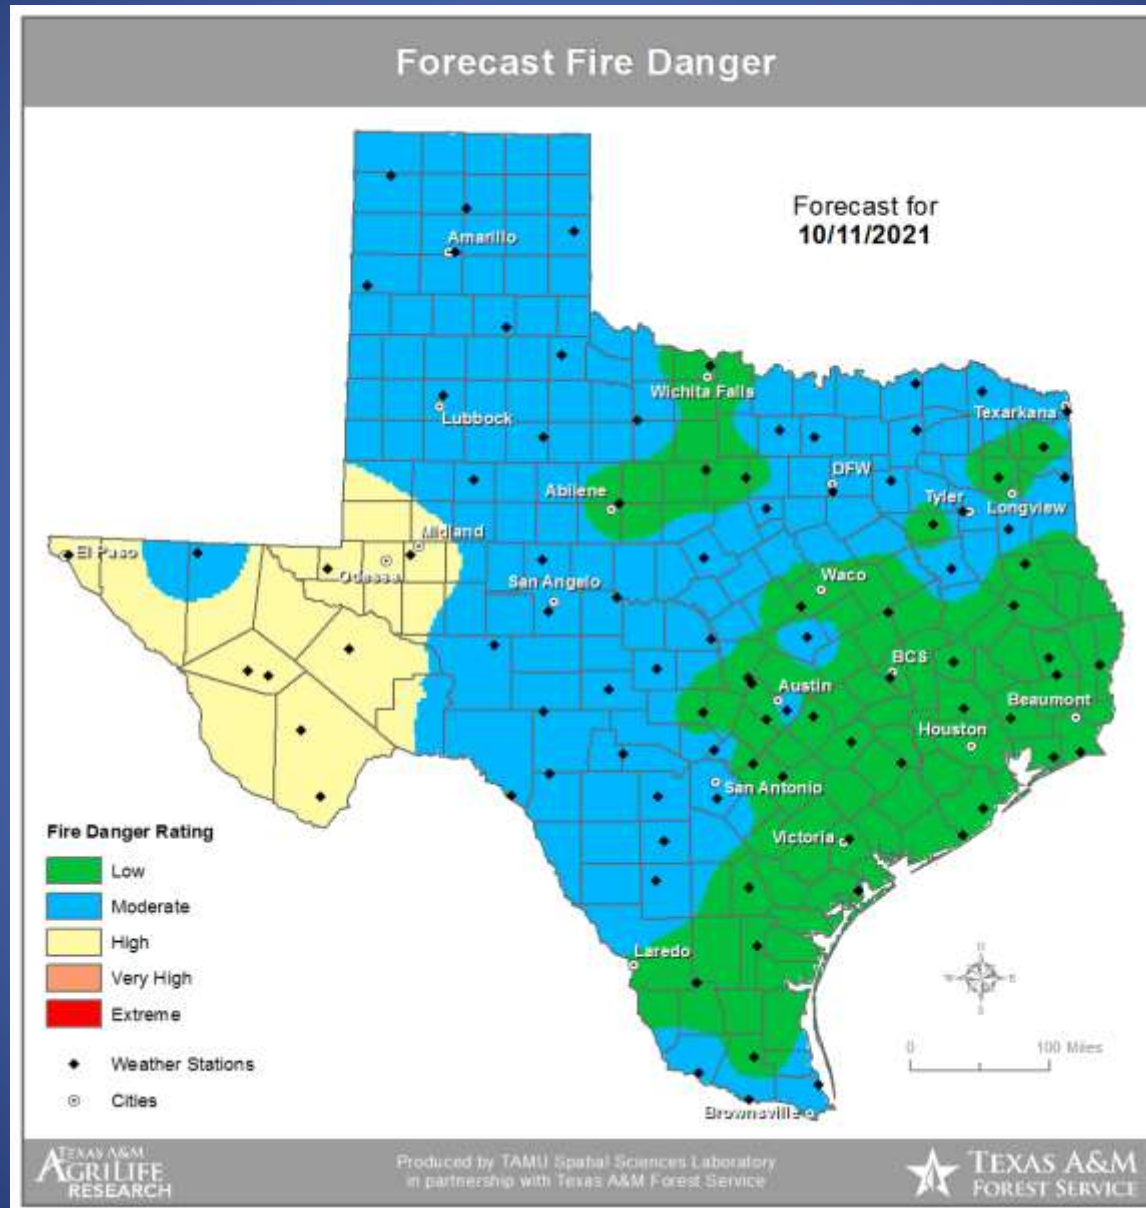 Forecast Fire Danger
Forecast for
10/11/2021
Amarillo
Wichita Falls
Lubbock
Texarkana
DFW
Abilene
Tyler
Longview
Midland
El Paso
Odessa
San Angelo
Waco
BCS
Austin
Beaumont
Houston
San Antonio
Victoria
Laredo
Brownsville
Fire Danger Rating
Low
Moderate
High
Very High
Extreme
Weather Stations
Cities
N
W E
S
0 100 Miles
TEXAS A&M
AGRILIFE
RESEARCH
Produced by TAMU Spatial Sciences Laboratory
in partnership with Texas A&M Forest Service
TEXAS A&M
FOREST SERVICE